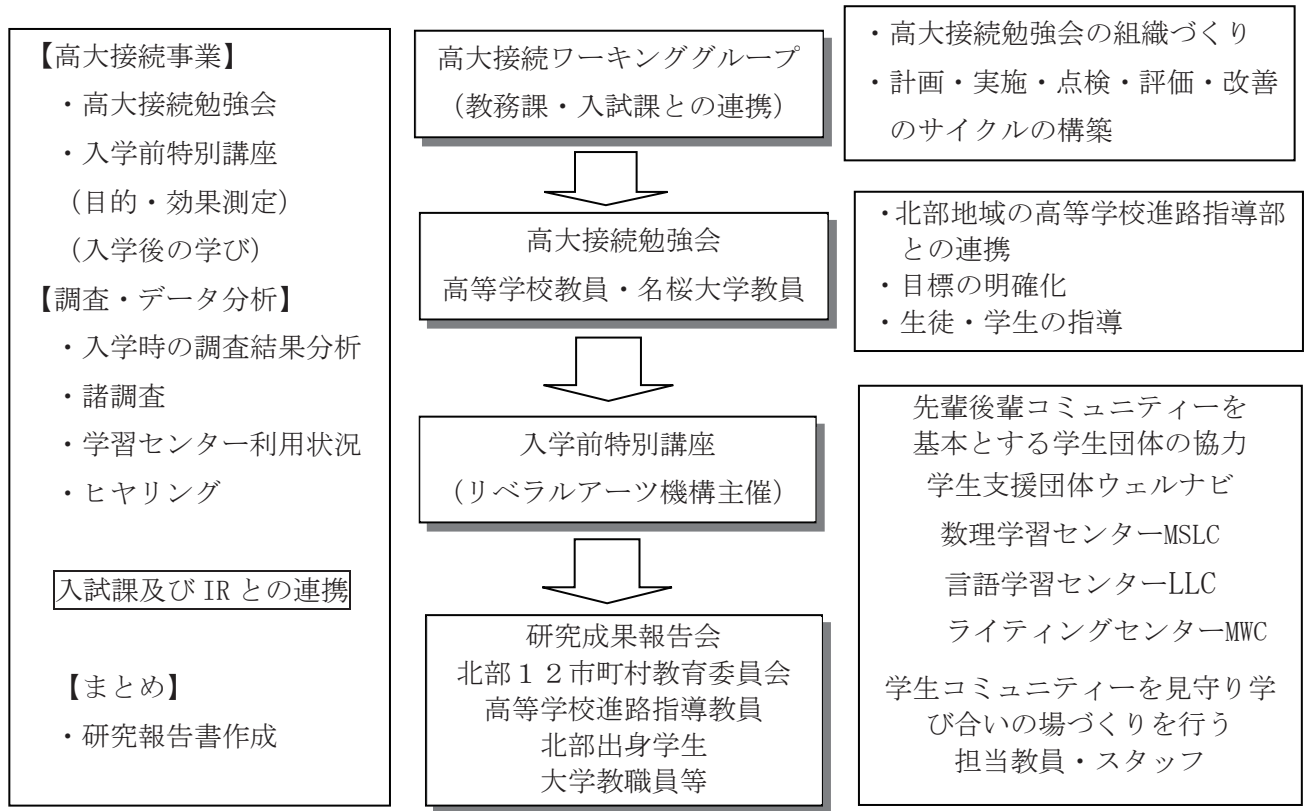 【高大接続事業】
・高大接続勉強会
・入学前特別講座
（目的・効果測定）
（入学後の学び）
【調査・データ分析】
・入学時の調査結果分析
・諸調査
・学習センター利用状況
・ヒヤリング
入試課及び IR との連携
【まとめ】
・研究報告書作成
高大接続ワーキンググループ
（教務課・入試課との連携）
高大接続勉強会
高等学校教員・名桜大学教員
入学前特別講座
（リベラルアーツ機構主催）
研究成果報告会
北部１２市町村教育委員会
高等学校進路指導教員
北部出身学生
大学教職員等
・高大接続勉強会の組織づくり
・計画・実施・点検・評価・改善
のサイクルの構築
・北部地域の高等学校進路指導部
との連携
・目標の明確化
・生徒・学生の指導
先輩後輩コミュニティーを
基本とする学生団体の協力
学生支援団体ウェルナビ
数理学習センターMSLC
言語学習センターLLC
ライティングセンターMWC
学生コミュニティーを見守り学
び合いの場づくりを行う
担当教員・スタッフ